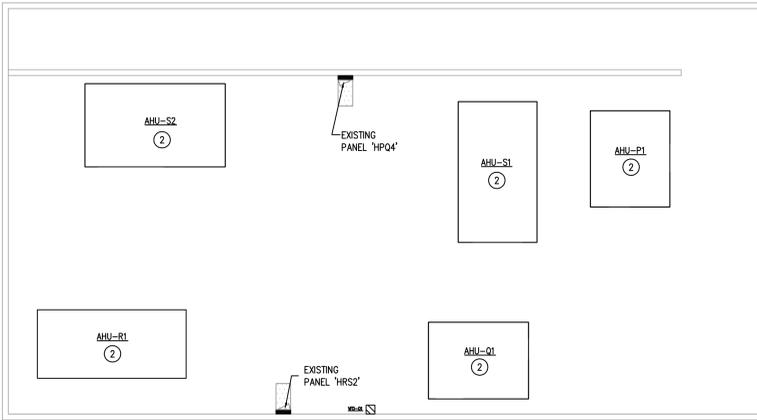 AHU-S2
2
EXISTING
PANEL 'HPQ4'
AHU-S1
2
AHU-P1
2
AHU-R1
2
EXISTING
PANEL 'HRS2'
AHU-Q1
2